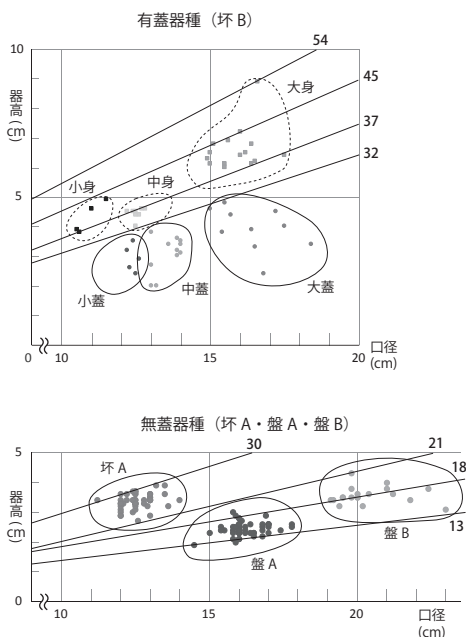 有蓋器種（坏 B）
54
10
45
器高
(cm)
大身
37
小身
中身
32
5
小蓋
中蓋
大蓋
0
10
15
20
口径
(cm)
無蓋器種（坏 A・盤 A・盤 B）
30
21
5
坏 A
18
器高
(cm)
盤 B
13
盤 A
0
10
15
20
口径
(cm)